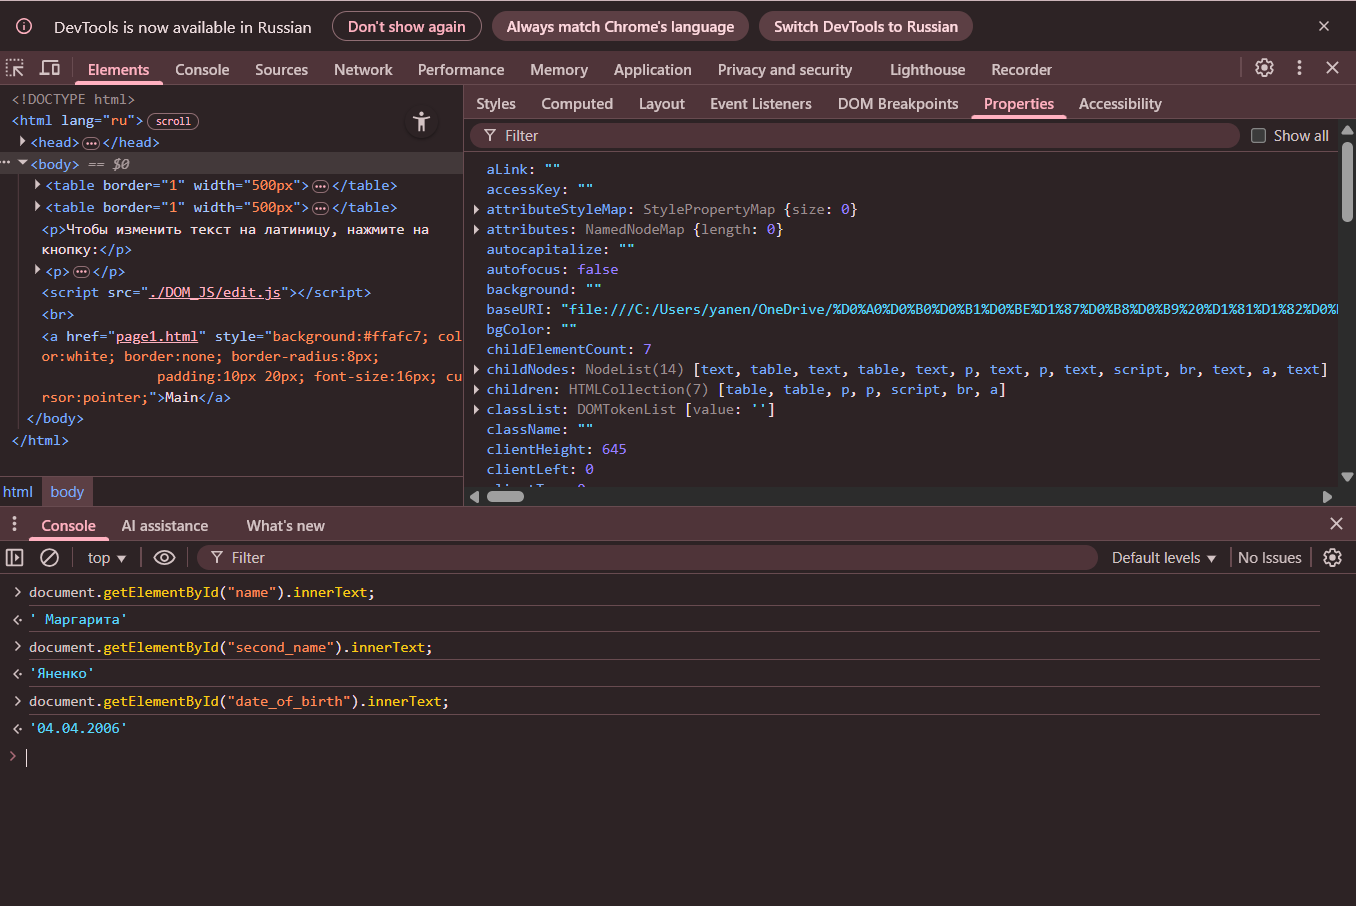 DevTools is now available in Russian Don't show again Always match Chrome's language Switch DevTools to Russian
Elements Console Sources Network Performance Memory Application Privacy and security Lighthouse Recorder
<!DOCTYPE html>
<html lang="ru"> scroll
<head>…</head>
<body> == $0
<table border="1" width="500px">…</table>
<table border="1" width="500px">…</table>
<p>Чтобы изменить текст на латиницу, нажмите на
кнопку:</p>
<p>…</p>
<script src="./DOM_JS/edit.js"></script>
<br>
<a href="page1.html" style="background:#ffafc7; col
or:white; border:none; border-radius:8px;
padding:10px 20px; font-size:16px; cu
rsor:pointer;">Main</a>
</body>
</html>
html body
Styles Computed Layout Event Listeners DOM Breakpoints Properties Accessibility
Filter Show all
aLink: ""
accessKey: ""
attributeStyleMap: StylePropertyMap {size: 0}
attributes: NamedNodeMap {length: 0}
autocapitalize: ""
autofocus: false
background: ""
baseURI: "file:///C:/Users/yanen/OneDrive/%D0%A0%D0%B0%D0%B1%D0%BE%D1%87%D0%B8%D0%B9%20%D1%81%D1%82%D0%
bgColor: ""
childElementCount: 7
childNodes: NodeList(14) [text, table, text, table, text, p, text, p, text, script, br, text, a, text]
children: HTMLCollection(7) [table, table, p, p, script, br, a]
classList: DOMTokenList [value: '']
className: ""
clientHeight: 645
clientLeft: 0
Console AI assistance What's new
top Filter Default levels No Issues
document.getElementById("name").innerText;
' Маргарита'
document.getElementById("second_name").innerText;
'Яненко'
document.getElementById("date_of_birth").innerText;
'04.04.2006'